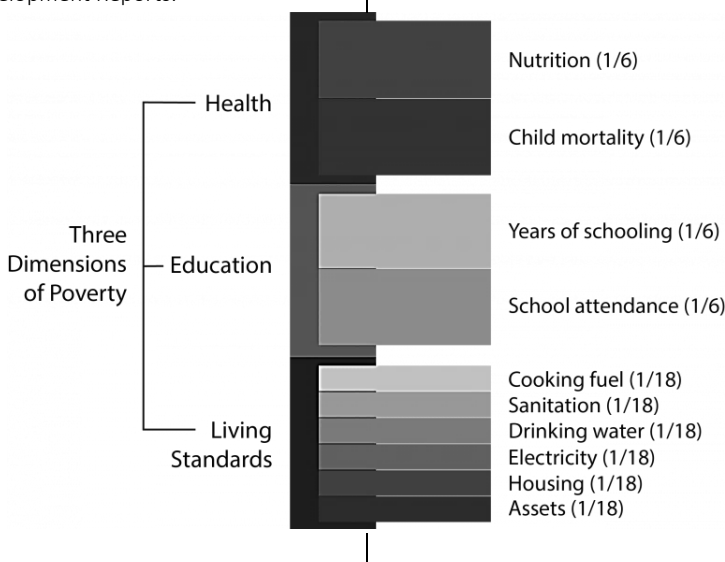 Nutrition (1/6)
Health
Child mortality (1/6)
Three
Dimensions
of Poverty
Education
Years of schooling (1/6)
School attendance (1/6)
Living
Standards
Cooking fuel (1/18)
Sanitation (1/18)
Drinking water (1/18)
Electricity (1/18)
Housing (1/18)
Assets (1/18)